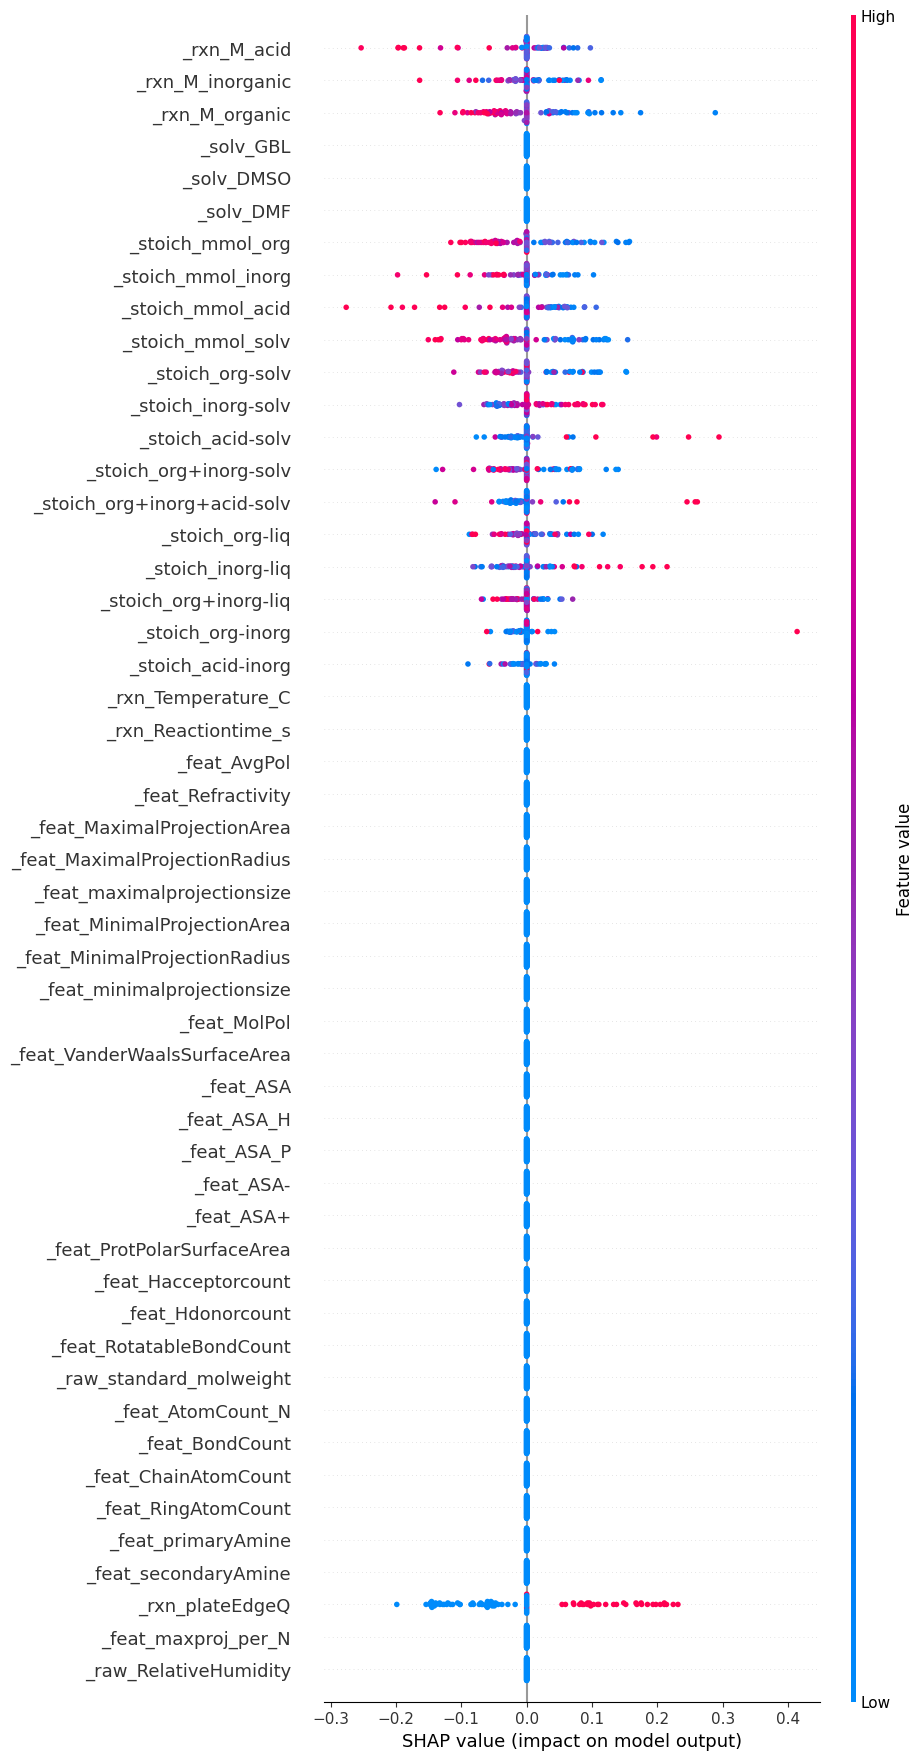 High
_rxn_M_acid
_rxn_M_inorganic
_rxn_M_organic
_solv_GBL
_solv_DMSO
_solv_DMF
_stoich_mmol_org
_stoich_mmol_inorg
_stoich_mmol_acid
_stoich_mmol_solv
_stoich_org-solv
_stoich_inorg-solv
_stoich_acid-solv
_stoich_org+inorg-solv
_stoich_org+inorg+acid-solv
_stoich_org-liq
_stoich_inorg-liq
_stoich_org+inorg-liq
_stoich_org-inorg
_stoich_acid-inorg
_rxn_Temperature_C
_rxn_Reactiontime_s
_feat_AvgPol
_feat_Refractivity
_feat_MaximalProjectionArea
_feat_MaximalProjectionRadius
_feat_maximalprojectionsize
_feat_MinimalProjectionArea
_feat_MinimalProjectionRadius
_feat_minimalprojectionsize
_feat_MolPol
_feat_VanderWaalsSurfaceArea
_feat_ASA
_feat_ASA_H
_feat_ASA_P
_feat_ASA-
_feat_ASA+
_feat_ProtPolarSurfaceArea
_feat_Hacceptorcount
_feat_Hdonorcount
_feat_RotatableBondCount
_raw_standard_molweight
_feat_AtomCount_N
_feat_BondCount
_feat_ChainAtomCount
_feat_RingAtomCount
_feat_primaryAmine
_feat_secondaryAmine
_rxn_plateEdgeQ
_feat_maxproj_per_N
_raw_RelativeHumidity
Feature value
Low
−0.3 −0.2 −0.1 0.0 0.1 0.2 0.3 0.4
SHAP value (impact on model output)